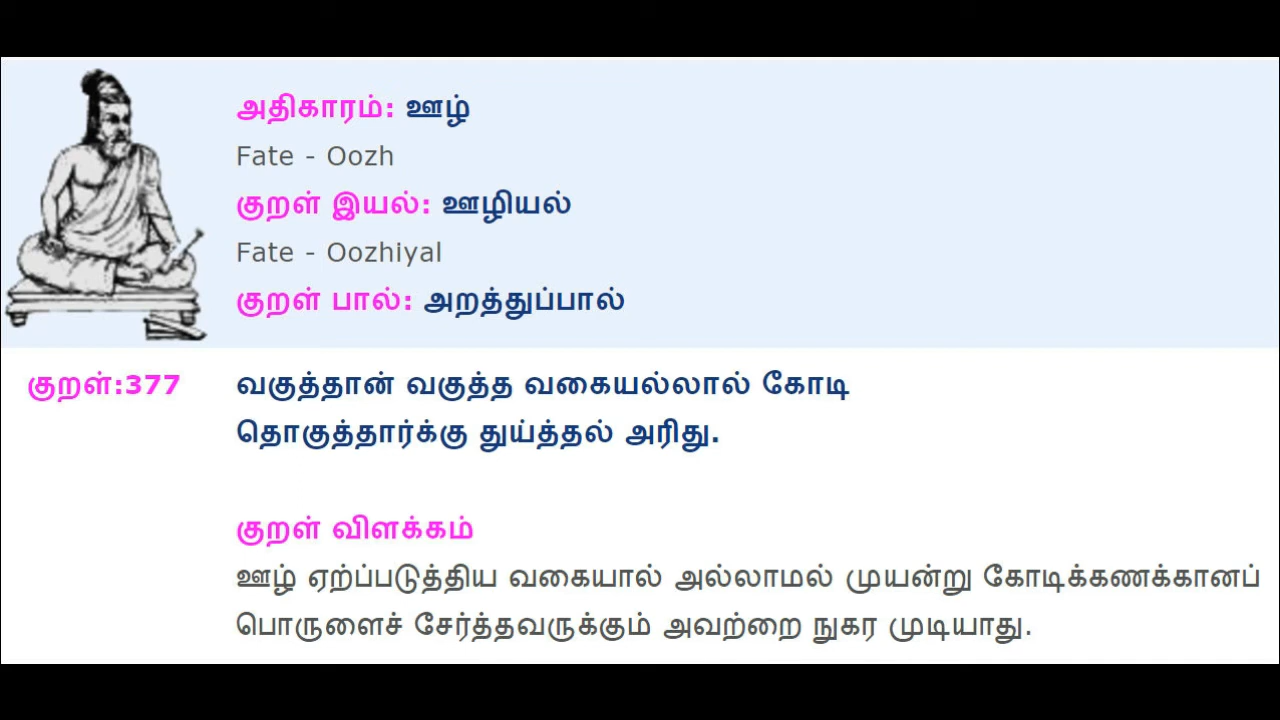 அதிகாரம்: ஊழ்
Fate - Oozh
குறள் இயல்: ஊழியல்
Fate - Oozhiyal
குறள் பால்: அறத்துப்பால்
குறள்:377 வகுத்தான் வகுத்த வகையல்லால் கோடி
தொகுத்தார்க்கு துய்த்தல் அரிது.
குறள் விளக்கம்
ஊழ் ஏற்ப்படுத்திய வகையால் அல்லாமல் முயன்று கோடிக்கணக்கானப்
பொருளைச் சேர்த்தவருக்கும் அவற்றை நுகர முடியாது.